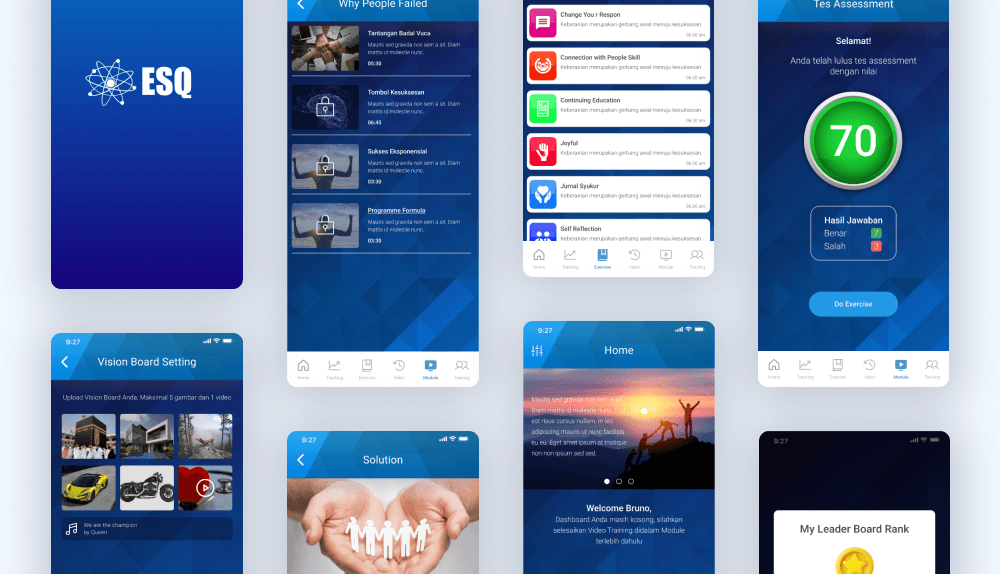 ESQ
9:27
Vision Board Setting
Upload Vision Board Anda. Maksimal 5 gambar dan 1 video
We are the champion
by Queen
Why People Failed
Tantangan Badai Vuca
Mauris sed gravida non sem a sit. Diam
mattis id molestie nunc.
05:30
Tombol Kesuksesan
Mauris sed gravida non sem a sit. Diam
mattis id molestie nunc.
06:45
Sukses Eksponensial
Mauris sed gravida non sem a sit. Diam
mattis id molestie nunc.
03:30
Programme Formula
Mauris sed gravida non sem a sit. Diam
mattis id molestie nunc.
03:30
Home Tracking Exercise Habit Module Training
9:27
Solution
Change You r Respon
Keberanian merupakan gerbang awal menuju kesuksesan.
06.00 am
Connection with People Skill
Keberanian merupakan gerbang awal menuju kesuksesan.
06.00 am
Continuing Education
Keberanian merupakan gerbang awal menuju kesuksesan.
06.00 am
Joyful
Keberanian merupakan gerbang awal menuju kesuksesan.
06.00 am
Jurnal Syukur
Keberanian merupakan gerbang awal menuju kesuksesan.
06.00 am
Self Reflection
Keberanian merupakan gerbang awal menuju kesuksesan.
Home Tracking Exercise Habit Module Training
9:27
Home
Mauris sed gravida non sem a sit.
Diam mattis id molestie nunc,
est risus cursus nullam. In leo
adipiscing mauris ut nunc facilisis
eu eu. Eget amet ipsum at tristique
non non ipsum sed sed.
Welcome Bruno,
Dashboard Anda masih kosong, silahkan
selesaikan Video Training didalam Module
terlebih dahulu
Tes Assessment
Selamat!
Anda telah lulus tes assessment
dengan nilai
70
Hasil Jawaban
Benar 7
Salah 3
Do Exercise
Home Tracking Exercise Habit Module Training
9:27
My Leader Board Rank